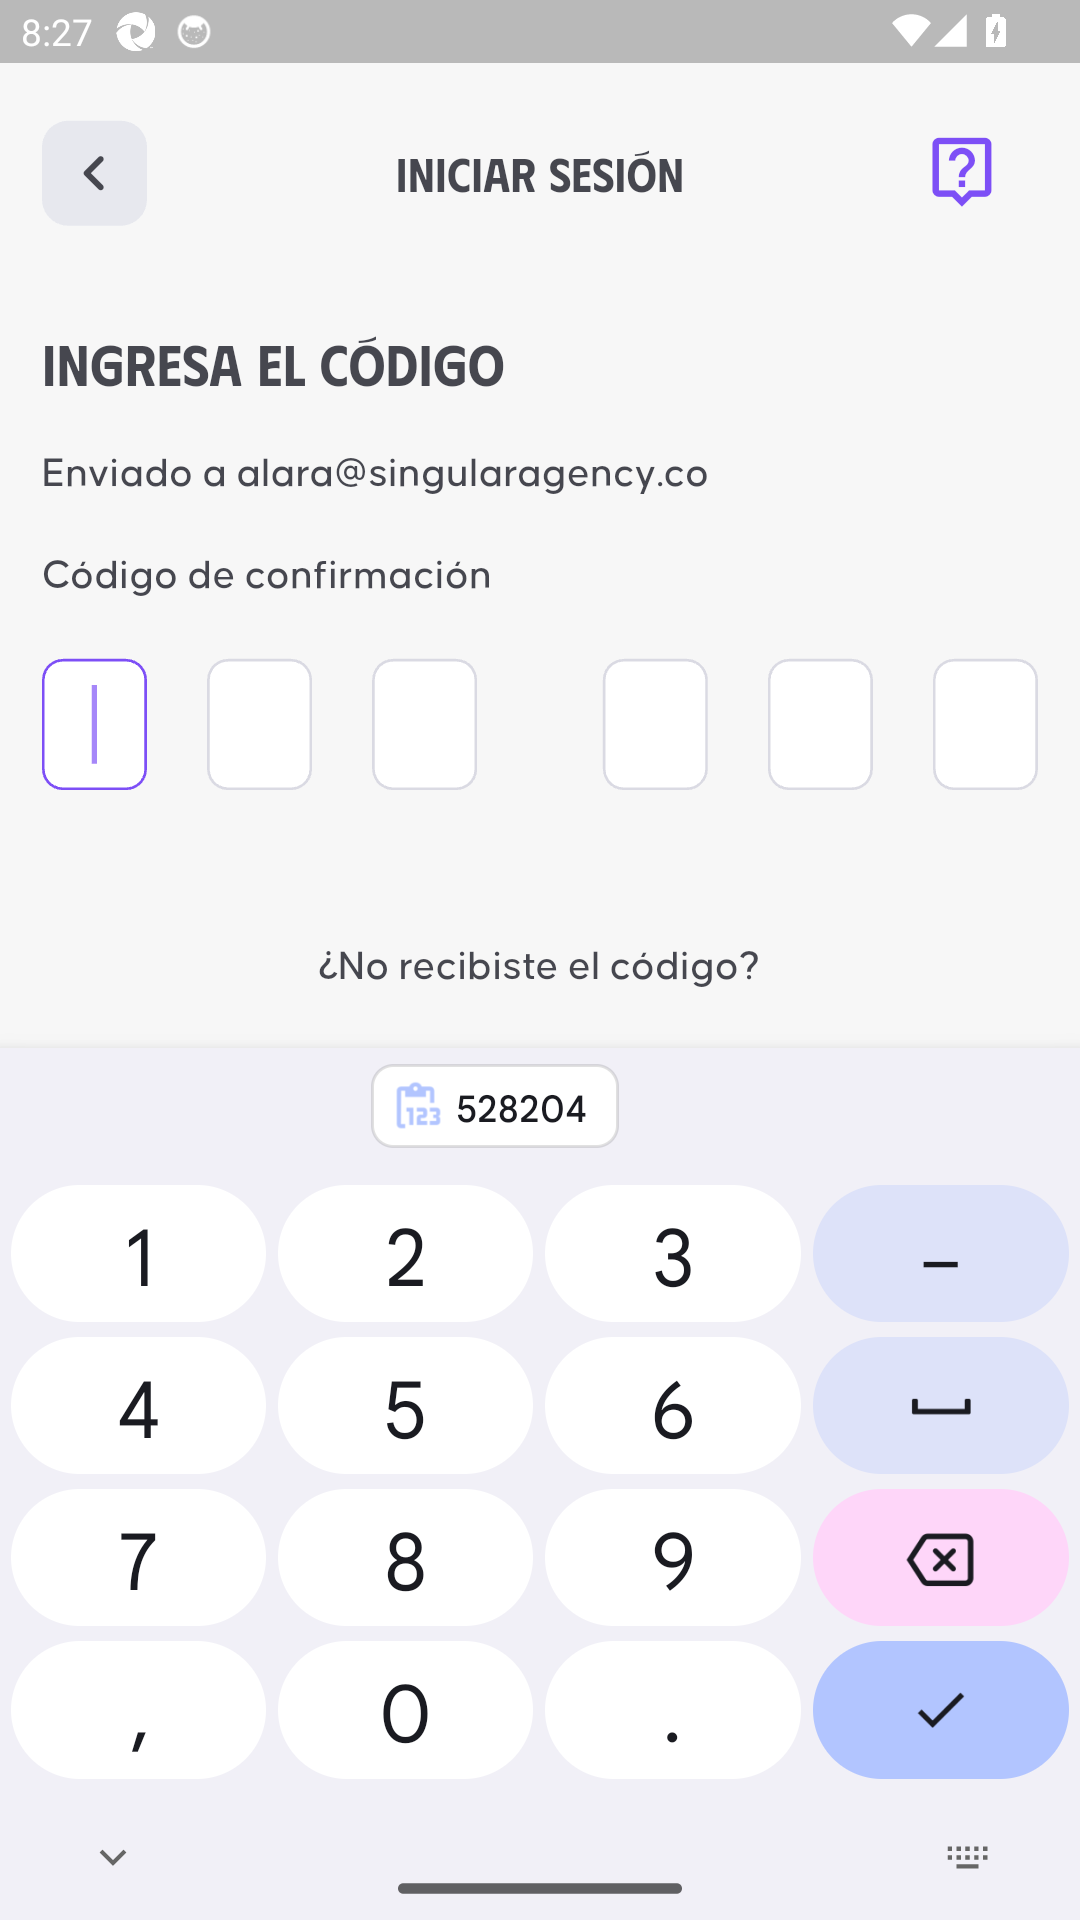 8:27
INICIAR SESIÓN
INGRESA EL CÓDIGO
Enviado a alara@singularagency.co
Código de confirmación
¿No recibiste el código?
123 528204
1 2 3 –
4 5 6
7 8 9
, 0 .